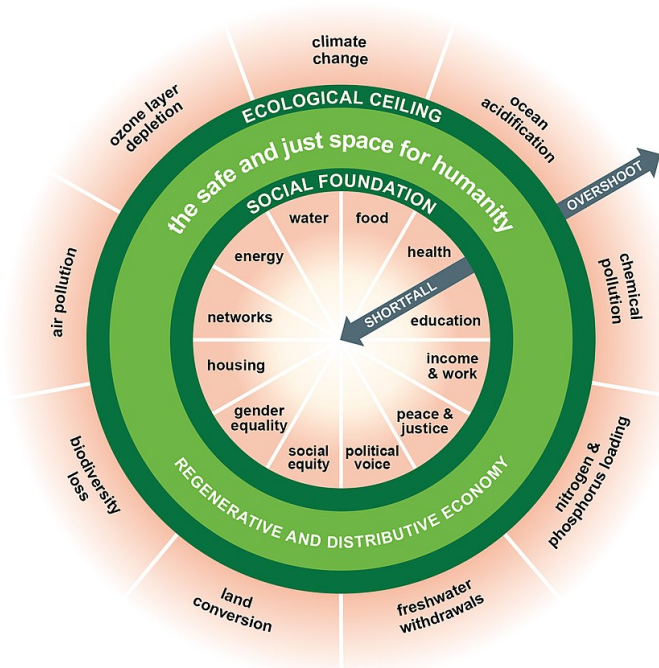 climate
change
ocean
acidification
chemical
pollution
nitrogen &
phosphorus loading
freshwater
withdrawals
land
conversion
biodiversity
loss
air pollution
ozone layer
depletion
ECOLOGICAL CEILING
the safe and just space for humanity
SOCIAL FOUNDATION
OVERSHOOT
SHORTFALL
water
food
health
education
income
& work
peace &
justice
political
voice
social
equity
gender
equality
housing
networks
energy
REGENERATIVE AND DISTRIBUTIVE ECONOMY